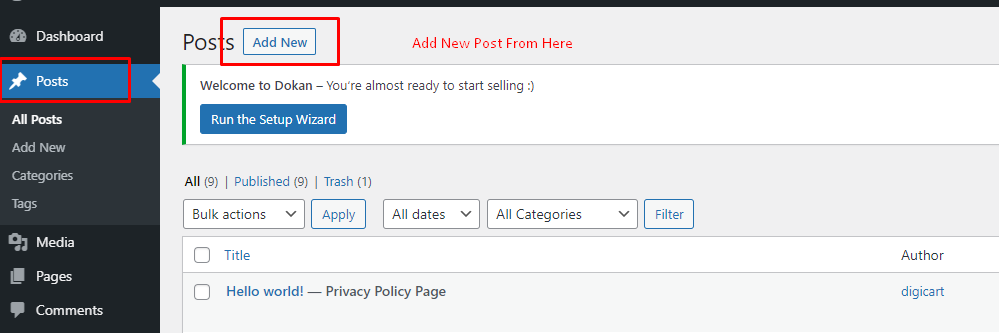 Dashboard
Posts
All Posts
Add New
Categories
Tags
Media
Pages
Comments
Posts Add New Add New Post From Here
Welcome to Dokan – You're almost ready to start selling :)
Run the Setup Wizard
All (9) | Published (9) | Trash (1)
Bulk actions Apply All dates All Categories Filter
Title Author
Hello world! — Privacy Policy Page digicart